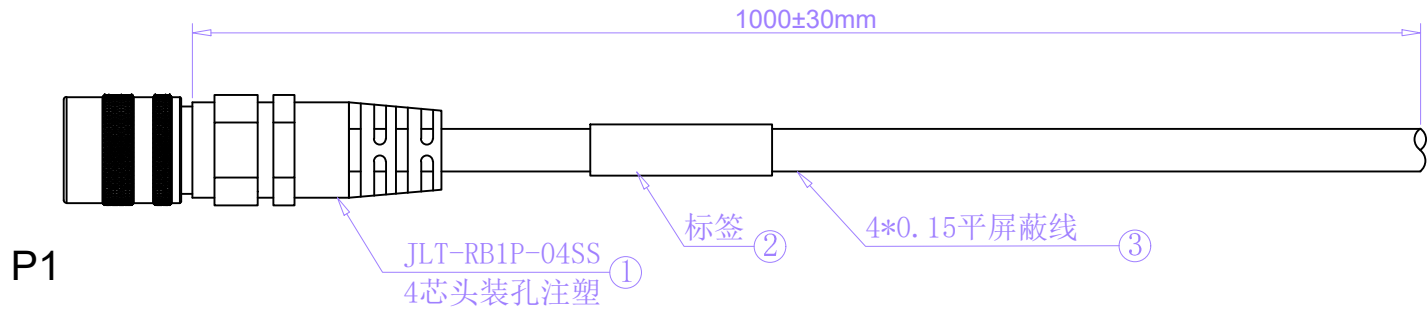 1000±30mm
标签 ②
4*0.15平屏蔽线 ③
P1
JLT-RB1P-04SS ①
4芯头装孔注塑